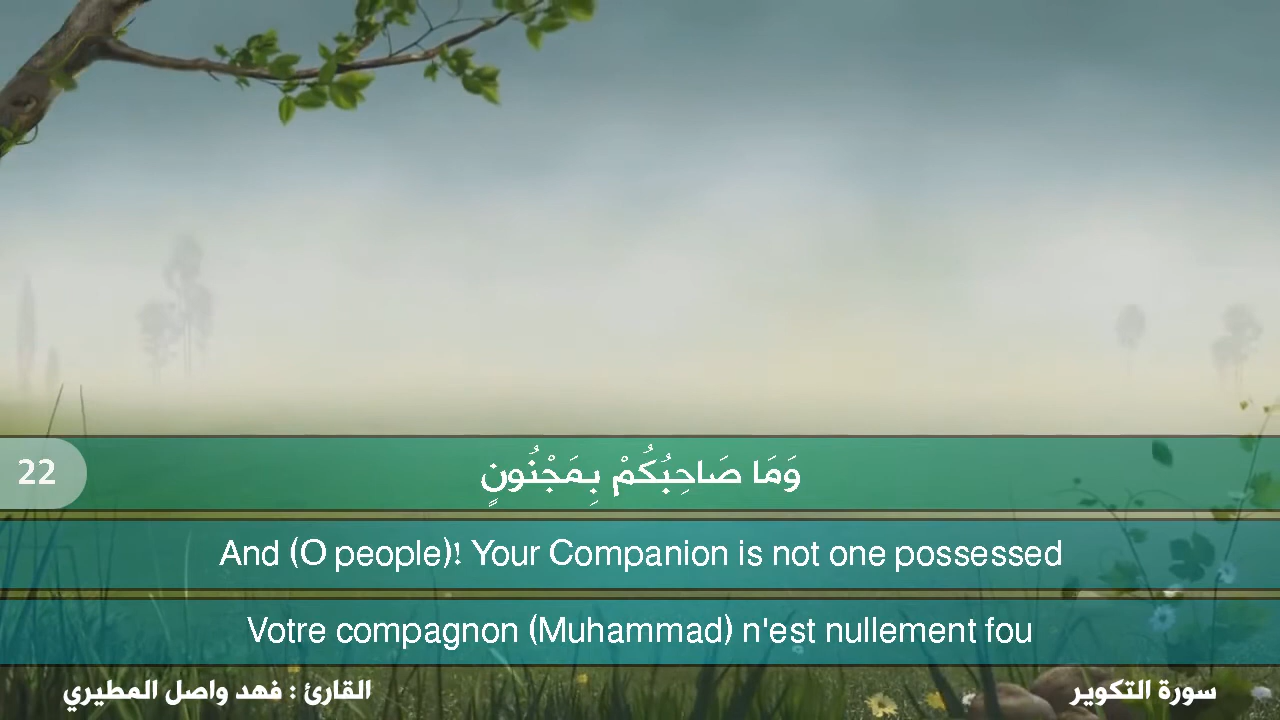 22
وَمَا صَاحِبُكُمْ بِمَجْنُونٍ
And (O people)! Your Companion is not one possessed
Votre compagnon (Muhammad) n'est nullement fou
سورة التكوير
القارئ : فهد واصل المطيري